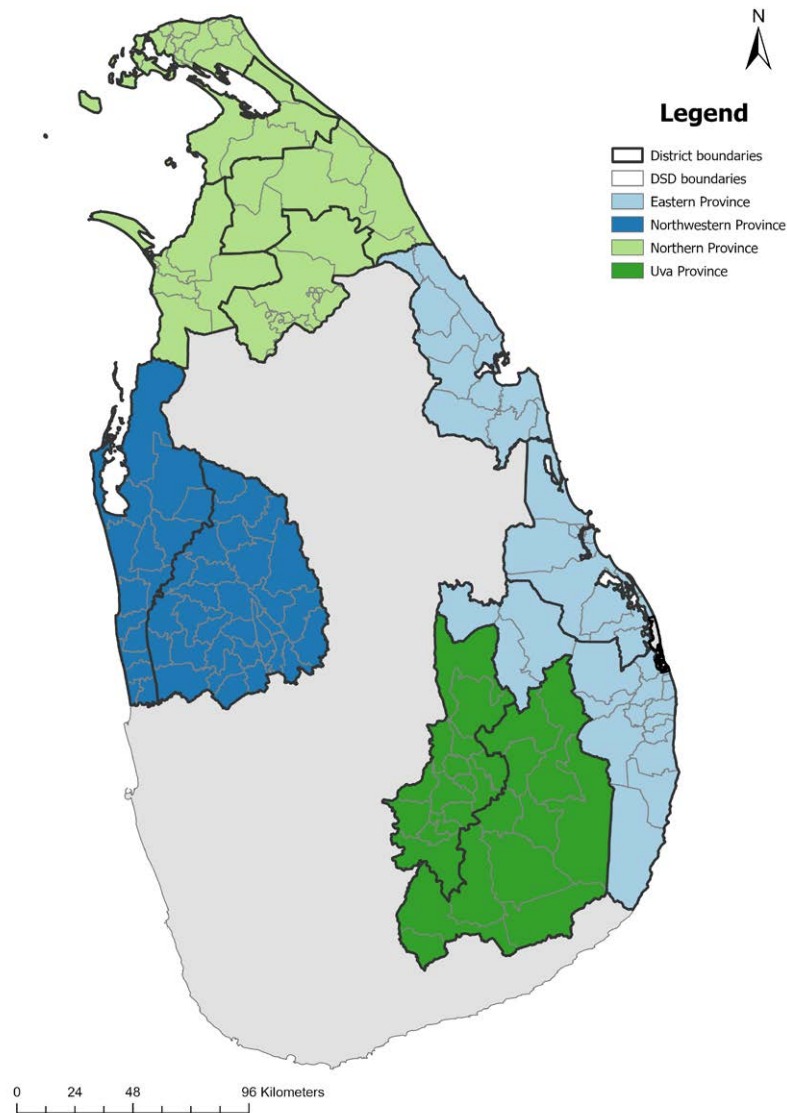 N
Legend
District boundaries
DSD boundaries
Eastern Province
Northwestern Province
Northern Province
Uva Province
0 24 48 96 Kilometers